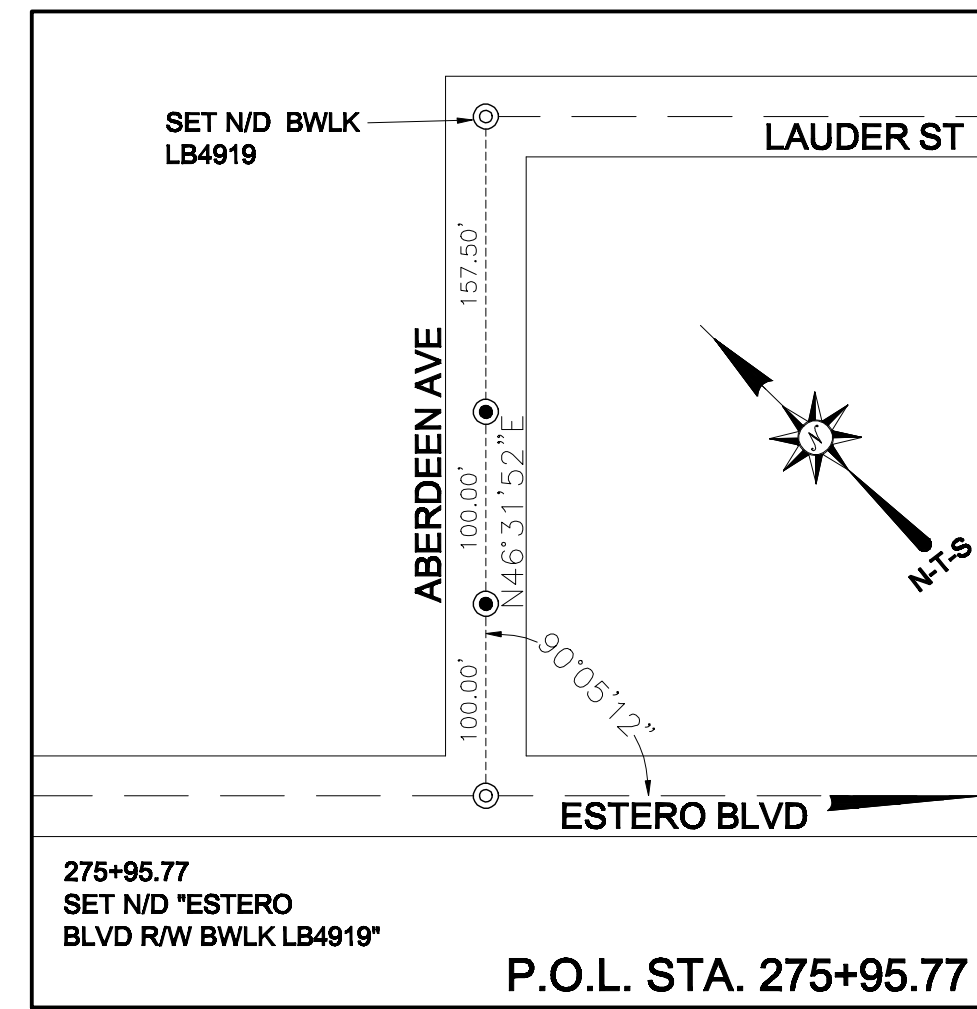 SET N/D BWLK
LB4919
LAUDER ST
157.50'
ABERDEEN AVE
100.00'
N46°31'52"E
N
N-T-S
100.00'
90°05'12"
ESTERO BLVD
275+95.77
SET N/D "ESTERO
BLVD R/W BWLK LB4919"
P.O.L. STA. 275+95.77